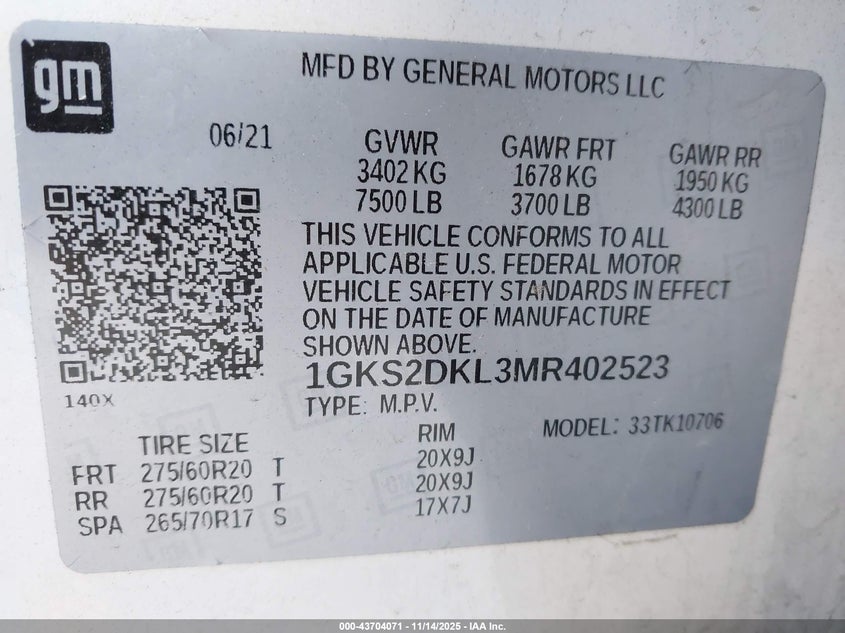 gm
MFD BY GENERAL MOTORS LLC
06/21
GVWR GAWR FRT GAWR RR
3402 KG 1678 KG 1950 KG
7500 LB 3700 LB 4300 LB
THIS VEHICLE CONFORMS TO ALL
APPLICABLE U.S. FEDERAL MOTOR
VEHICLE SAFETY STANDARDS IN EFFECT
ON THE DATE OF MANUFACTURE
SHOWN ABOVE.
1GKS2DKL3MR402523
140X
TYPE: M.P.V.
MODEL: 33TK10706
TIRE SIZE RIM
FRT 275/60R20 T 20X9J
RR 275/60R20 T 20X9J
SPA 265/70R17 S 17X7J
000-43704071 - 11/14/2025 - IAA Inc.